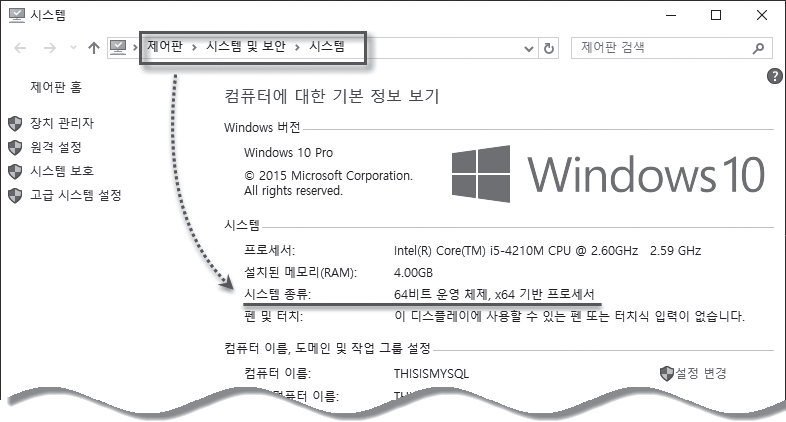 시스템
제어판 › 시스템 및 보안 › 시스템
제어판 검색
제어판 홈
장치 관리자
원격 설정
시스템 보호
고급 시스템 설정
컴퓨터에 대한 기본 정보 보기
Windows 버전
Windows 10 Pro
© 2015 Microsoft Corporation.
All rights reserved.
Windows 10
시스템
프로세서: Intel(R) Core(TM) i5-4210M CPU @ 2.60GHz 2.59 GHz
설치된 메모리(RAM): 4.00GB
시스템 종류: 64비트 운영 체제, x64 기반 프로세서
펜 및 터치: 이 디스플레이에 사용할 수 있는 펜 또는 터치식 입력이 없습니다.
컴퓨터 이름, 도메인 및 작업 그룹 설정
컴퓨터 이름: THISISMYSQL
설정 변경
이름: